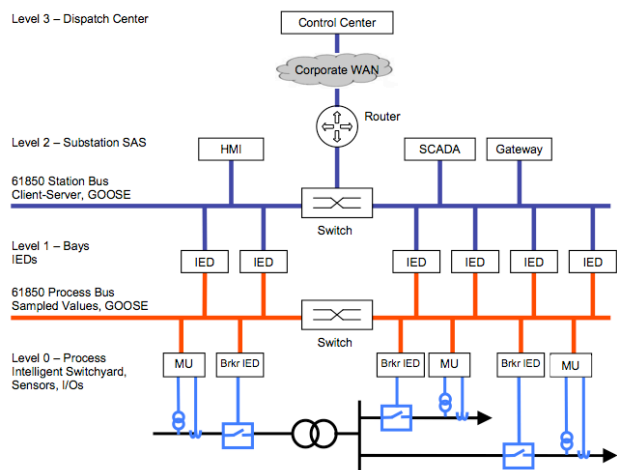 Level 3 – Dispatch Center
Control Center
Corporate WAN
Router
Level 2 – Substation SAS
HMI
SCADA
Gateway
61850 Station Bus
Client-Server, GOOSE
Switch
Level 1 – Bays
IEDs
IED
IED
IED
IED
IED
IED
61850 Process Bus
Sampled Values, GOOSE
Switch
Level 0 – Process
Intelligent Switchyard,
Sensors, I/Os
MU
Brkr IED
Brkr IED
MU
Brkr IED
MU